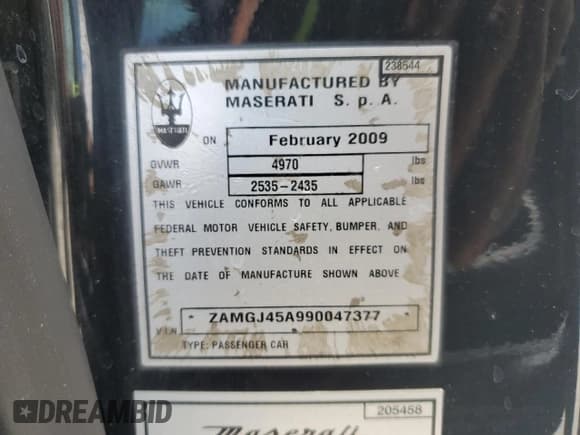 238544
MANUFACTURED BY
MASERATI S. p. A.
MASERATI
ON February 2009
GVWR 4970 lbs
GAWR 2535-2435 lbs
THIS VEHICLE CONFORMS TO ALL APPLICABLE
FEDERAL MOTOR VEHICLE SAFETY, BUMPER, AND
THEFT PREVENTION STANDARDS IN EFFECT ON
THE DATE OF MANUFACTURE SHOWN ABOVE
V.I.N. * ZAMGJ45A990047377 *
TYPE: PASSENGER CAR
205458
Maserati
DREAMBID